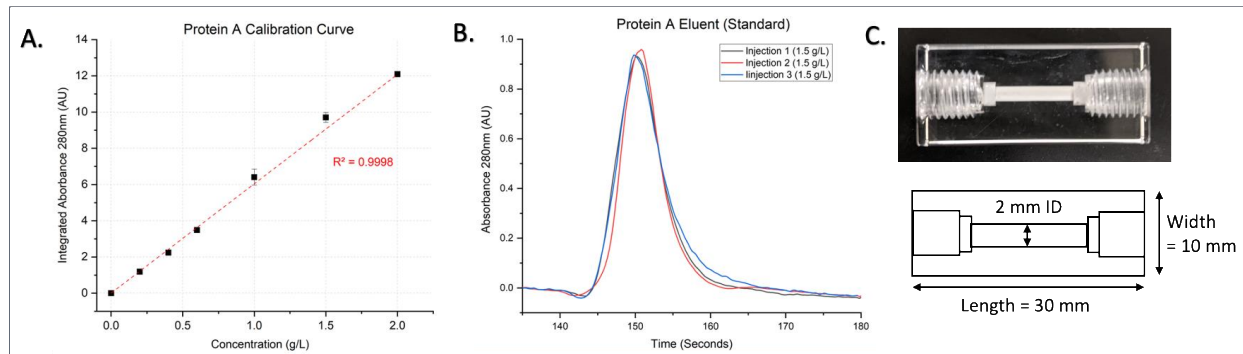 A.
Protein A Calibration Curve
14
12
10
8
6
4
2
0
Integrated Aborbance 280nm (AU)
R² = 0.9998
0.0 0.5 1.0 1.5 2.0
Concentration (g/L)
B.
Protein A Eluent (Standard)
Injection 1 (1.5 g/L)
Injection 2 (1.5 g/L)
Iinjection 3 (1.5 g/L)
1.0
0.8
0.6
0.4
0.2
0.0
Absorbance 280nm (AU)
140 150 160 170 180
Time (Seconds)
C.
2 mm ID
Width
= 10 mm
Length = 30 mm